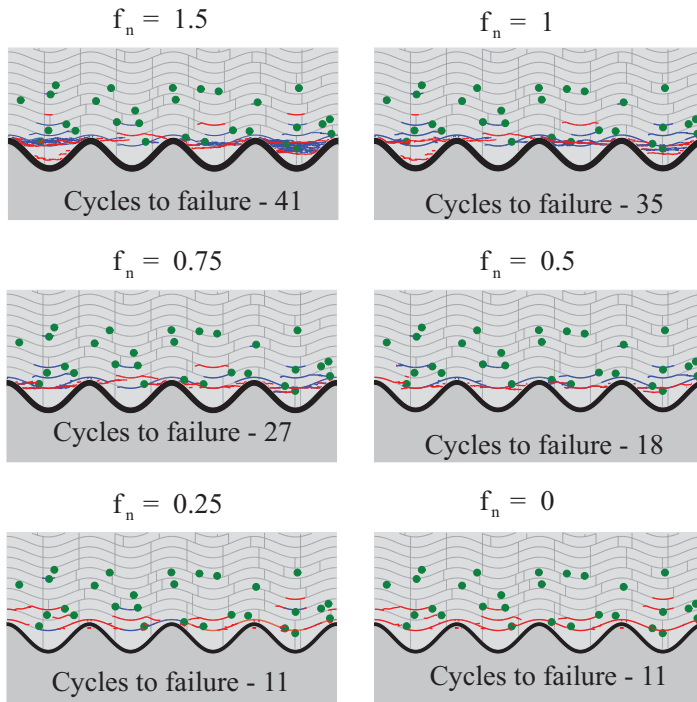 f_n = 1.5
f_n = 1
Cycles to failure - 41
Cycles to failure - 35
f_n = 0.75
f_n = 0.5
Cycles to failure - 27
Cycles to failure - 18
f_n = 0.25
f_n = 0
Cycles to failure - 11
Cycles to failure - 11